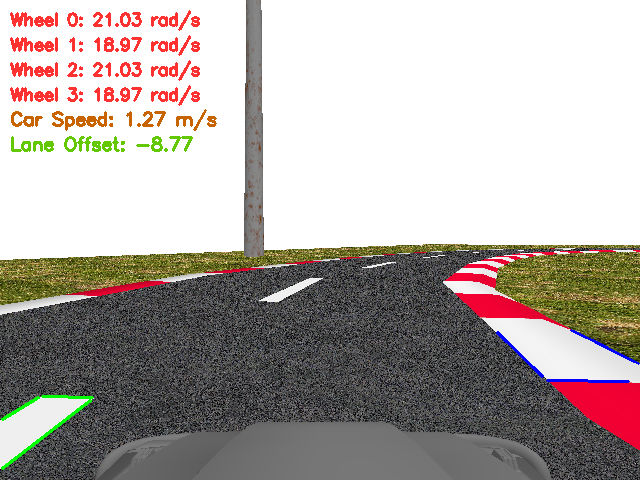 Wheel 0: 21.03 rad/s
Wheel 1: 18.97 rad/s
Wheel 2: 21.03 rad/s
Wheel 3: 18.97 rad/s
Car Speed: 1.27 m/s
Lane Offset: -8.77